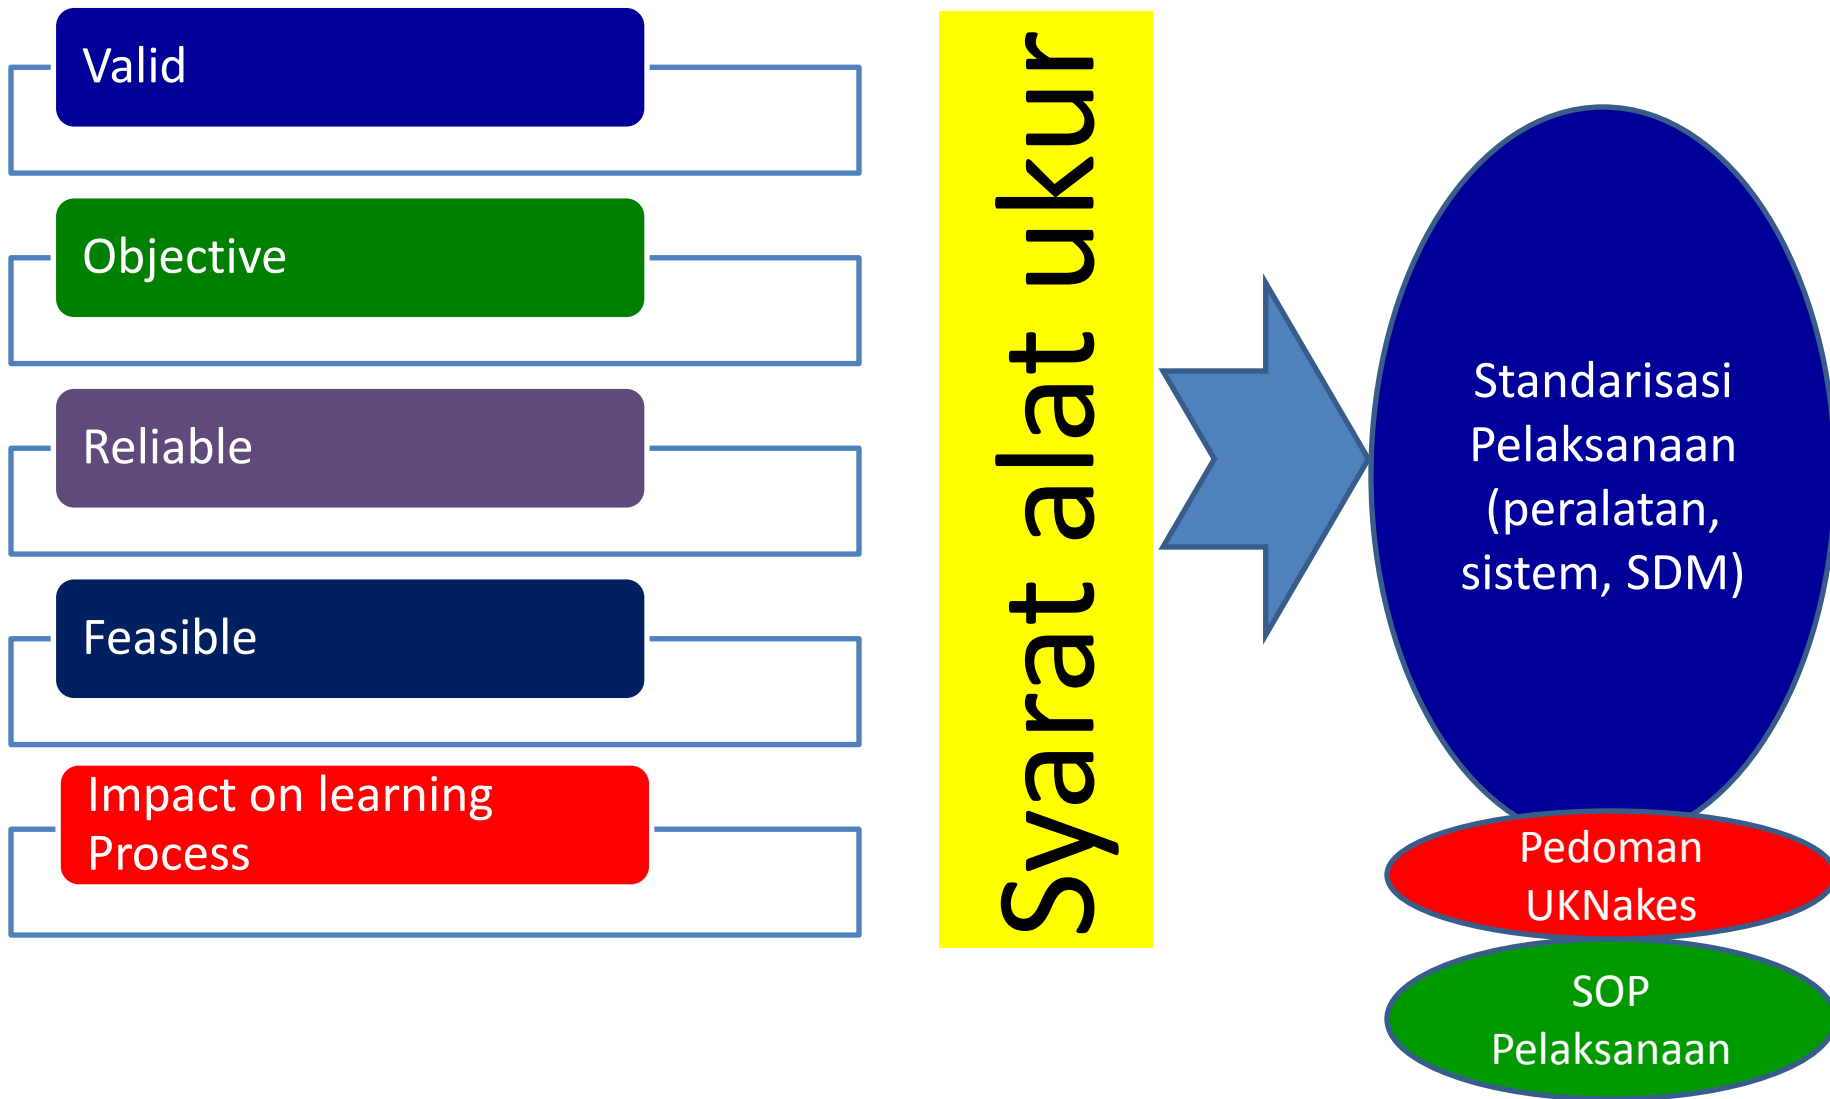 Valid
Objective
Reliable
Feasible
Impact on learning
Process
Syarat alat ukur
Standarisasi
Pelaksanaan
(peralatan,
sistem, SDM)
Pedoman
UKNakes
SOP
Pelaksanaan